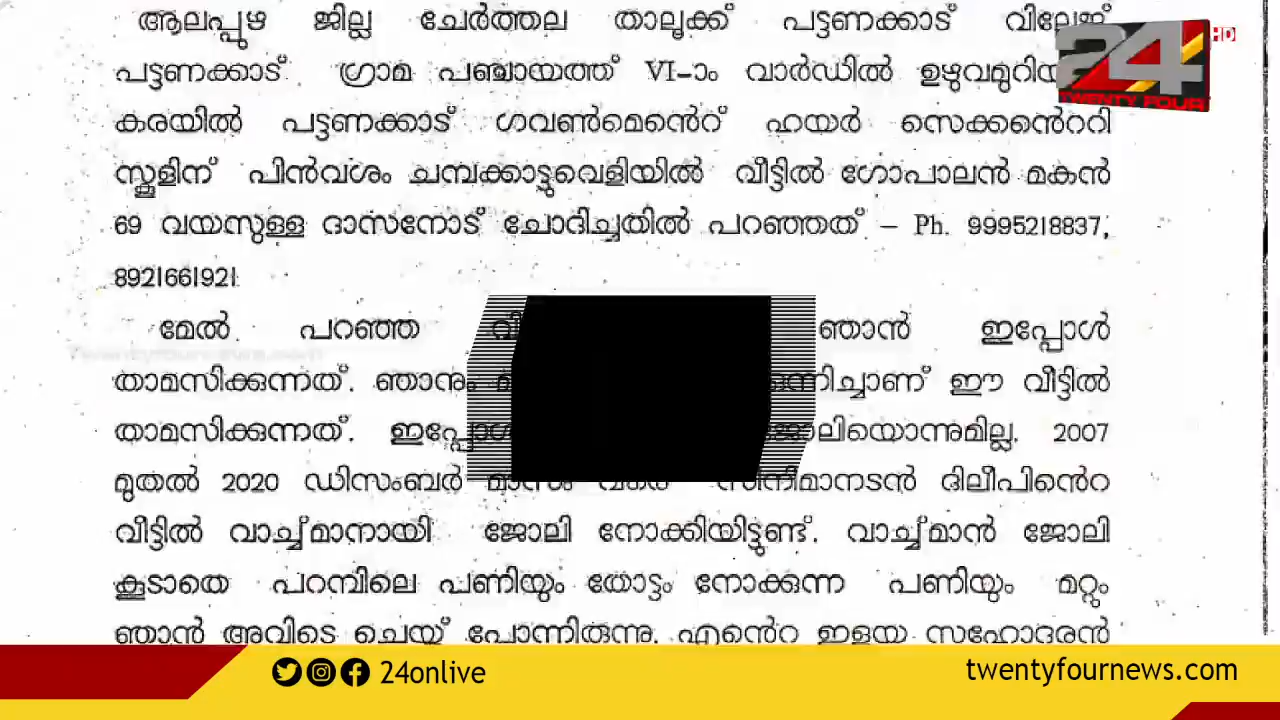 ആലപ്പുഴ ജില്ല ചേർത്തല താലൂക്ക് പട്ടണക്കാട് വില്ലേജ്
24 HD
TWENTY FOUR
പട്ടണക്കാട് ഗ്രാമ പഞ്ചായത്ത് VI-ാം വാർഡിൽ
കരയിൽ പട്ടണക്കാട് ഗവൺമെൻെറ് ഹയർ സെക്കൻെററി
സ്കൂളിന് പിൻവശം ചമ്പക്കാട്ടുവെളിയിൽ വീട്ടിൽ ഗോപാലൻ മകൻ
69 വയസുള്ള ദാസനോട് ചോദിച്ചതിൽ പറഞ്ഞത് – Ph. 9995218837,
8921661921
മേൽ പറഞ്ഞ ഞാൻ ഇപ്പോൾ
താമസിക്കുന്നത്. ഞാനും ഈ വീട്ടിൽ
താമസിക്കുന്നത്. ജോലിയൊന്നുമില്ല. 2007
മുതൽ 2020 ഡിസംബർ മാസം വരെ സിനിമാനടൻ ദിലീപിൻെറ
വീട്ടിൽ വാച്ച്മാനായി ജോലി നോക്കിയിട്ടുണ്ട്. വാച്ച്മാൻ ജോലി
കൂടാതെ പറമ്പിലെ പണിയും തോട്ടം നോക്കുന്ന പണിയും മറ്റും
ഞാൻ അവിടെ ചെയ്ത് പോന്നിരുന്നു. എൻെറ ഇളയ സഹോദരൻ
24onlive
twentyfournews.com